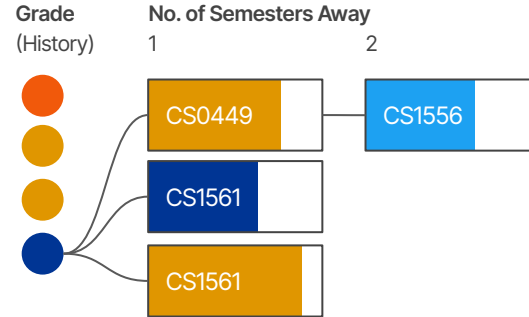 Grade No. of Semesters Away
(History) 1 2
CS0449 CS1556
CS1561
CS1561